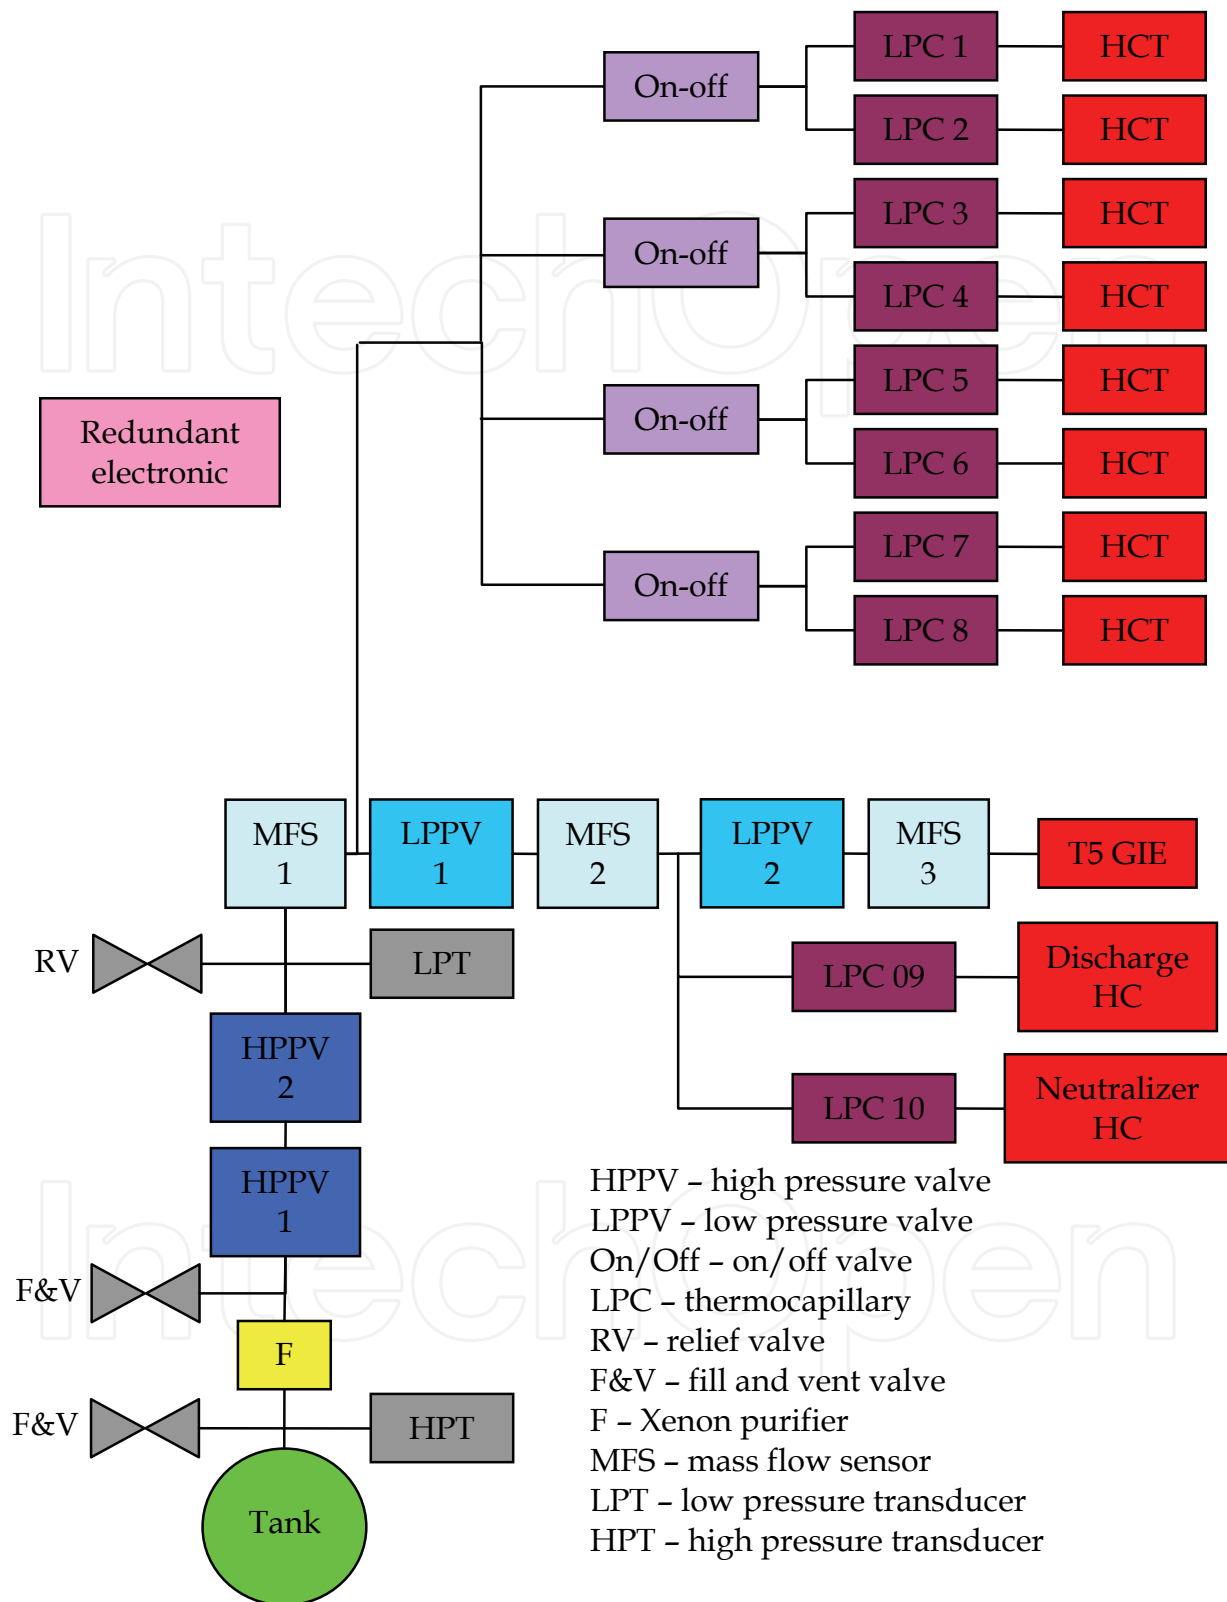 LPC 1
HCT
On-off
LPC 2
HCT
LPC 3
HCT
On-off
LPC 4
HCT
LPC 5
HCT
On-off
LPC 6
HCT
Redundant
electronic
LPC 7
HCT
On-off
LPC 8
HCT
MFS
1
LPPV
1
MFS
2
LPPV
2
MFS
3
T5 GIE
RV
LPT
LPC 09
Discharge
HC
HPPV
2
LPC 10
Neutralizer
HC
HPPV
1
F&V
F
F&V
HPT
Tank
HPPV – high pressure valve
LPPV – low pressure valve
On/Off – on/off valve
LPC – thermocapillary
RV – relief valve
F&V – fill and vent valve
F – Xenon purifier
MFS – mass flow sensor
LPT – low pressure transducer
HPT – high pressure transducer
IntechOpen
IntechOpen